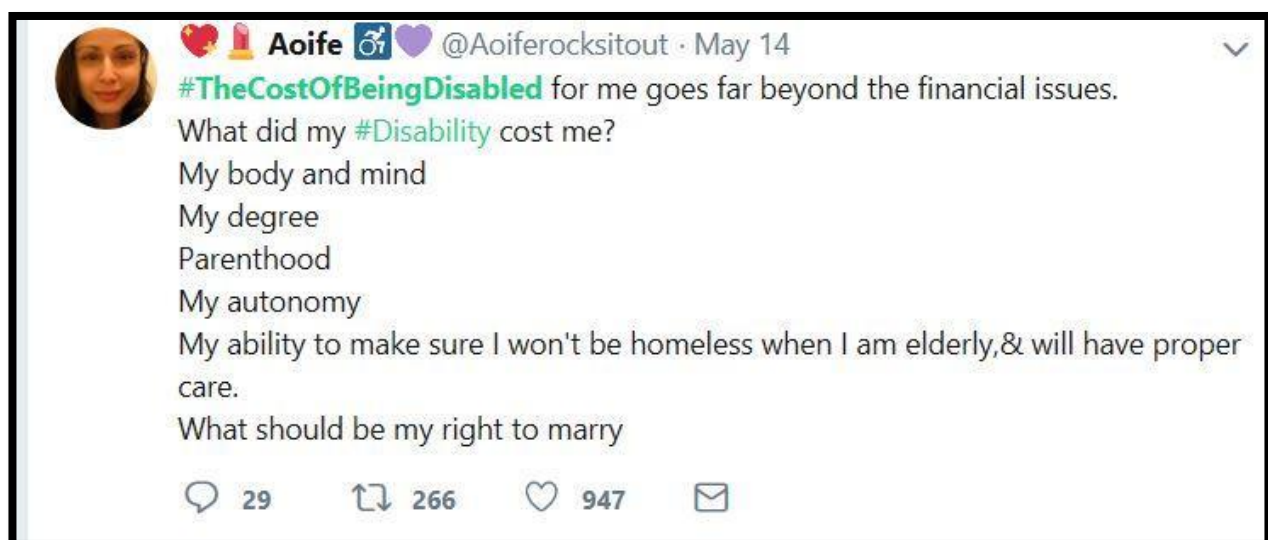 💖💄 Aoife ♿💜 @Aoiferocksitout · May 14
#TheCostOfBeingDisabled for me goes far beyond the financial issues.
What did my #Disability cost me?
My body and mind
My degree
Parenthood
My autonomy
My ability to make sure I won't be homeless when I am elderly,& will have proper
care.
What should be my right to marry
29 266 947